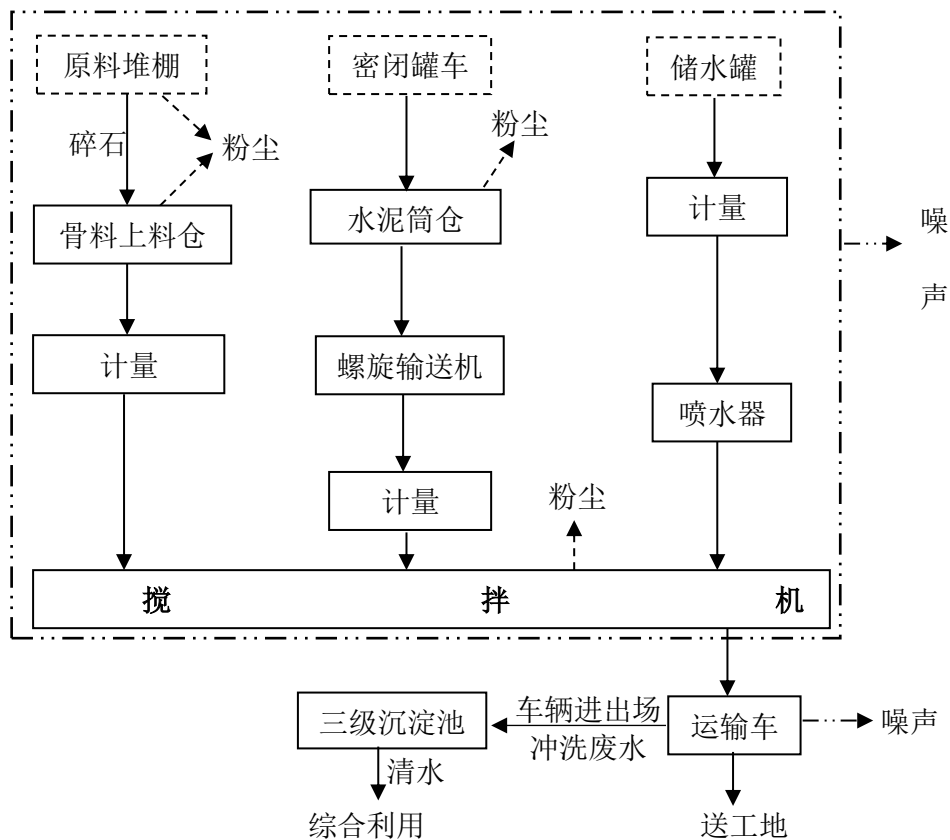 原料堆棚
密闭罐车
储水罐
碎石
粉尘
粉尘
骨料上料仓
水泥筒仓
计量
噪
声
计量
螺旋输送机
喷水器
计量
粉尘
搅 拌 机
三级沉淀池
车辆进出场
冲洗废水
运输车
噪声
清水
综合利用
送工地